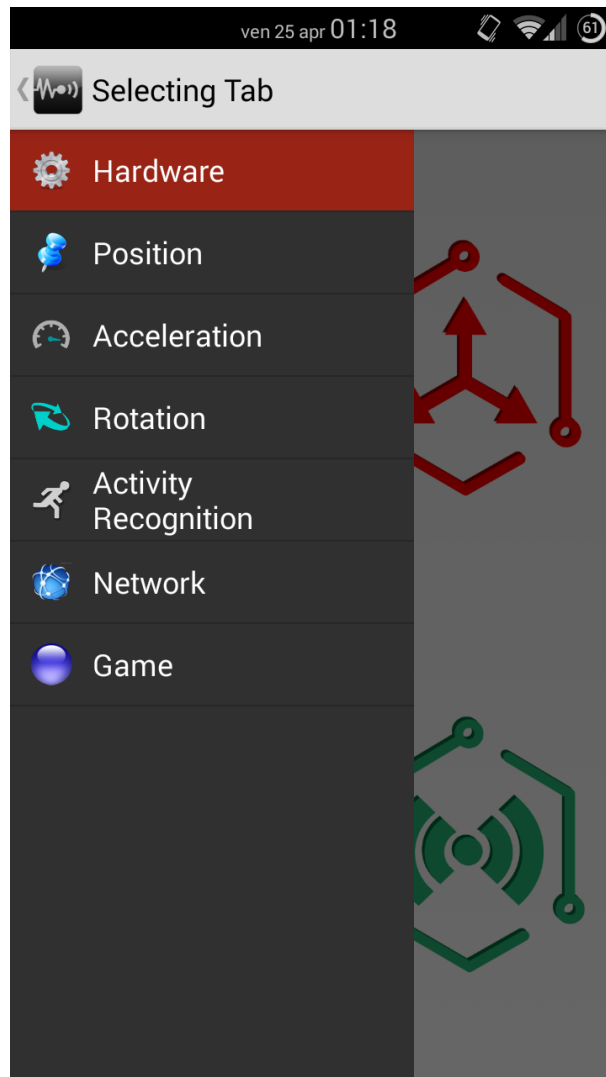 ven 25 apr 01:18 61
Selecting Tab
Hardware
Position
Acceleration
Rotation
Activity
Recognition
Network
Game